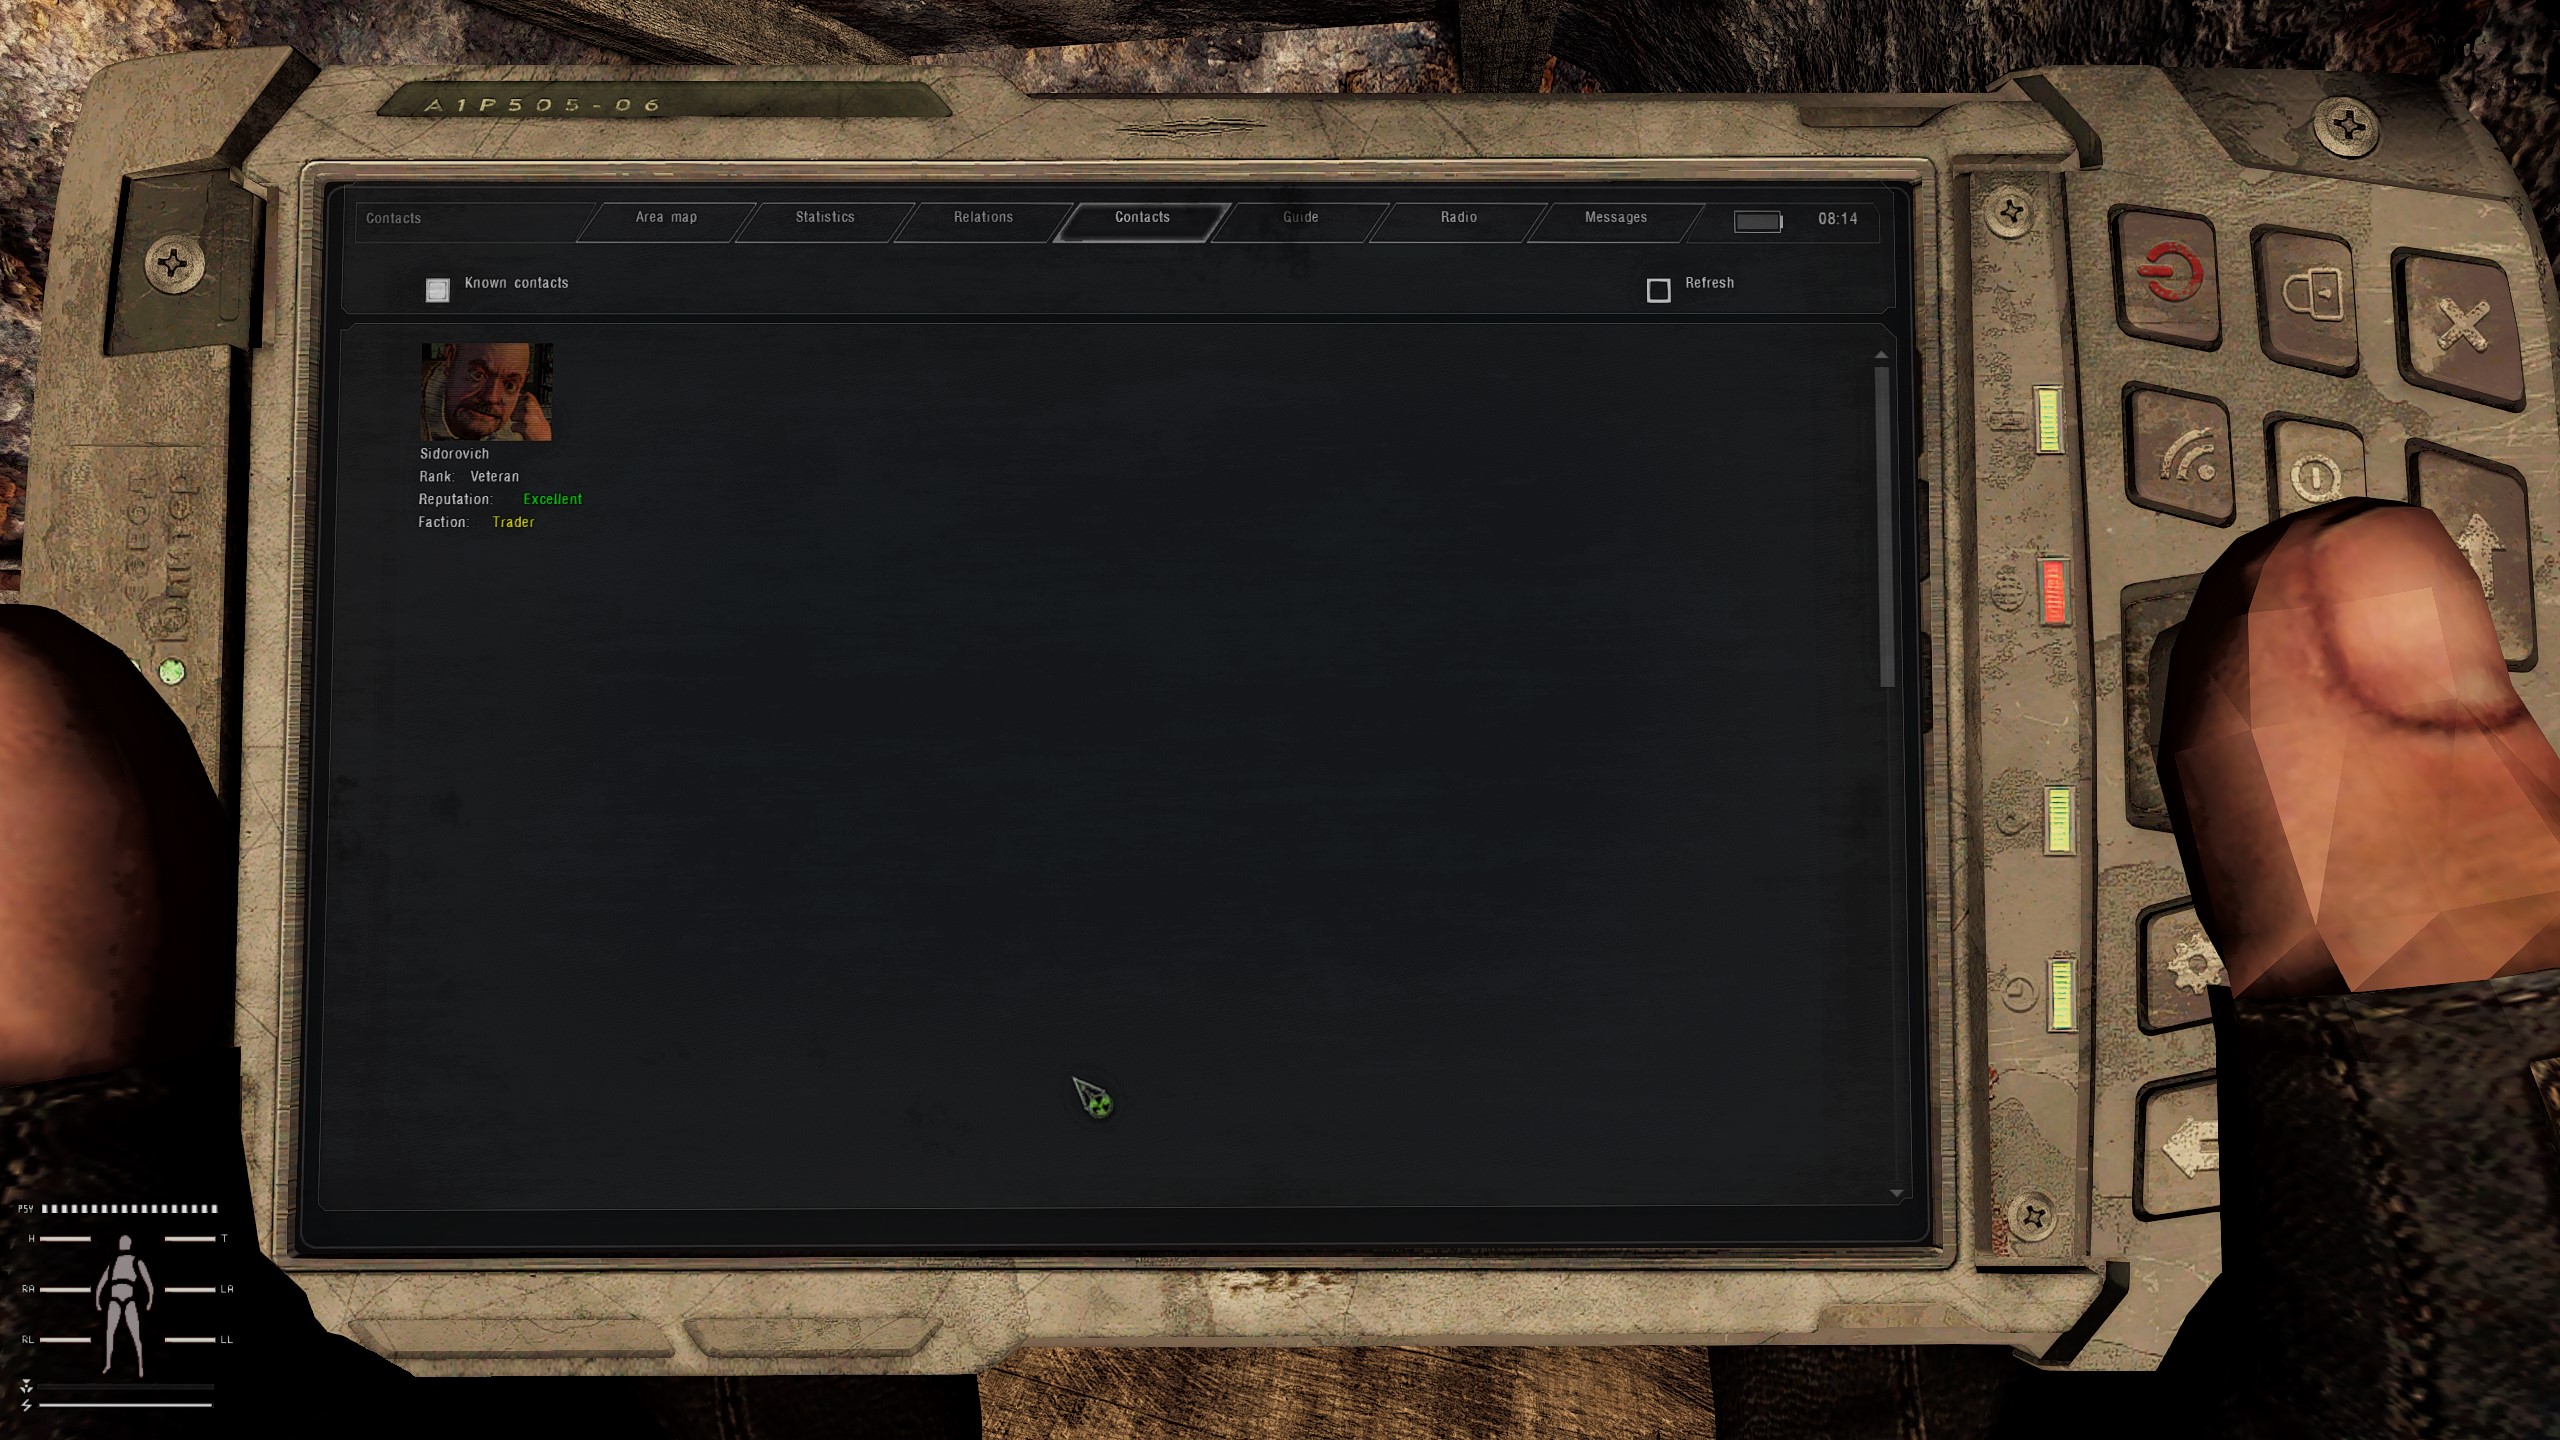 A1P505-06
Contacts
Area map
Statistics
Relations
Contacts
Guide
Radio
Messages
08:14
Known contacts
Refresh
Sidorovich
Rank: Veteran
Reputation: Excellent
Faction: Trader
PSY
H T
RA LA
RL LL